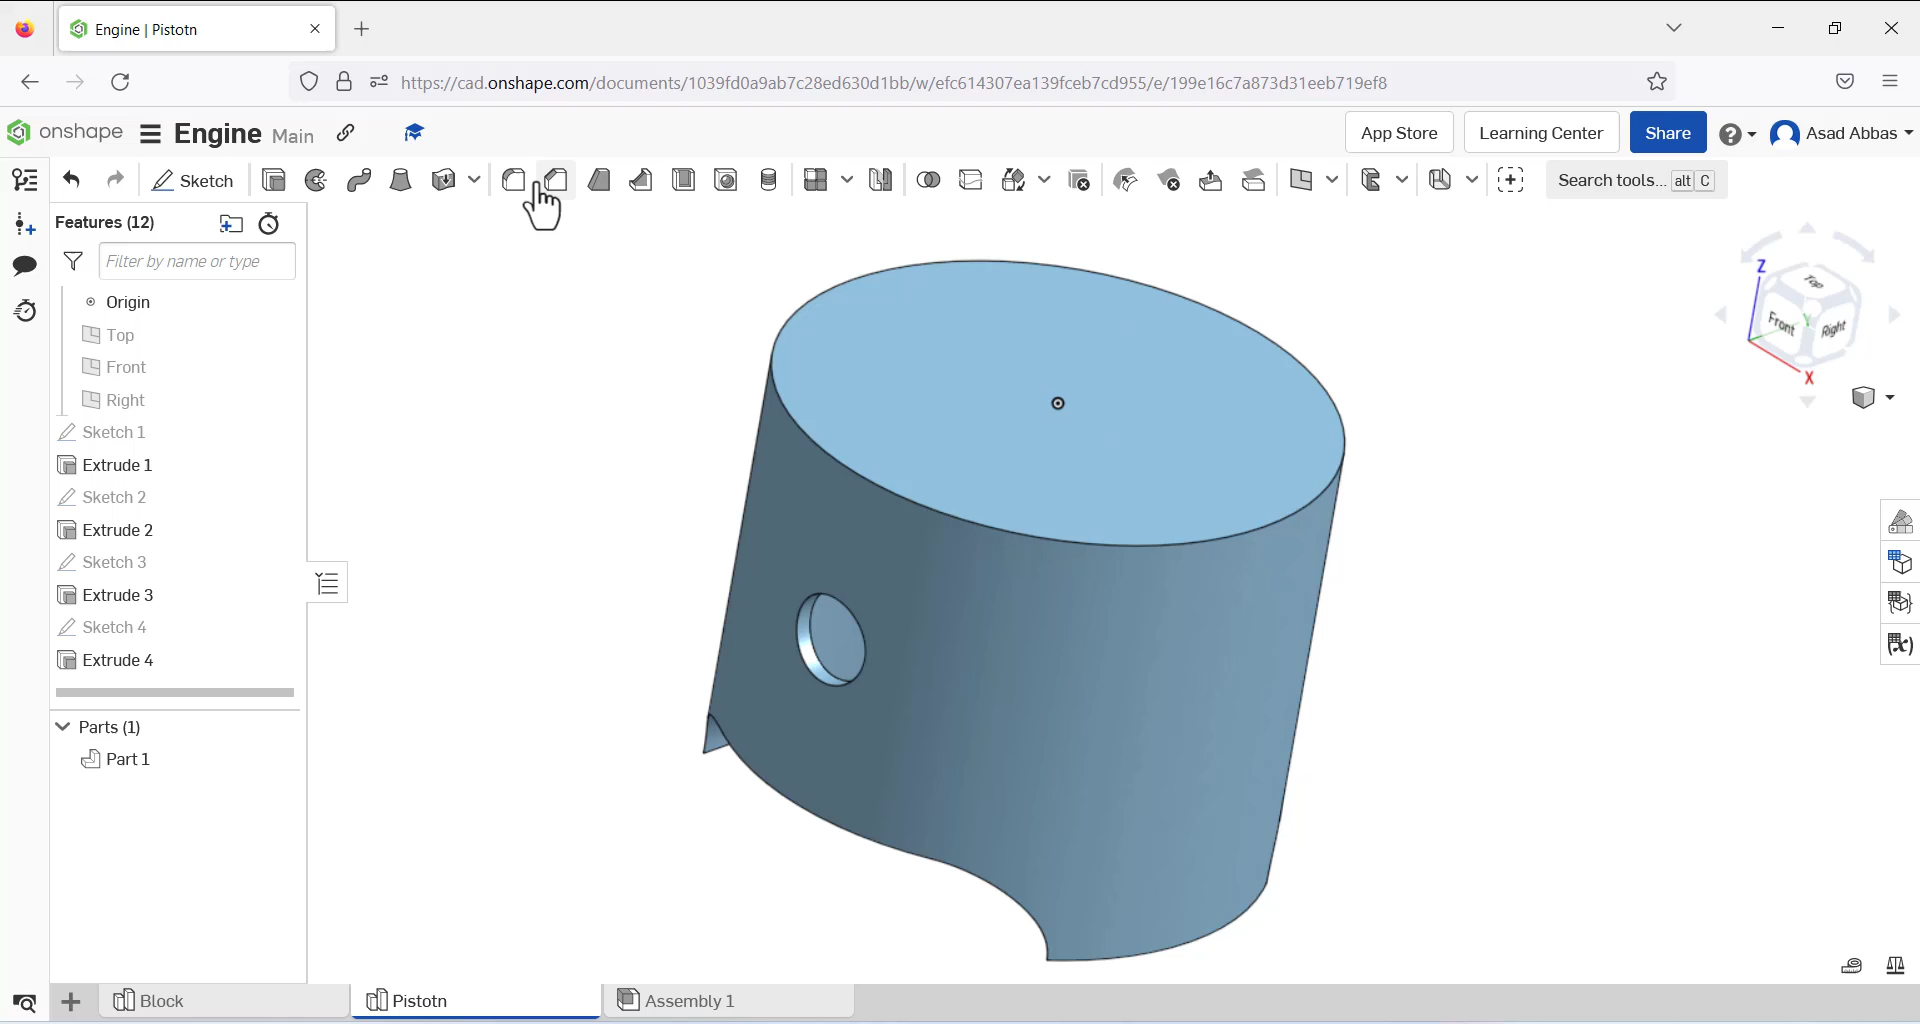 Engine | Pistotn
https://cad.onshape.com/documents/1039fd0a9ab7c28ed630d1bb/w/efc614307ea139fceb7cd955/e/199e16c7a873d31eeb719ef8
onshape Engine Main App Store Learning Center Share Asad Abbas
Sketch Search tools... alt C
Features (12)
Filter by name or type
Origin
Top
Front
Right
Sketch 1
Extrude 1
Sketch 2
Extrude 2
Sketch 3
Extrude 3
Sketch 4
Extrude 4
Parts (1)
Part 1
Z
Top
Front
Y
Right
X
(x)
Block Pistotn Assembly 1